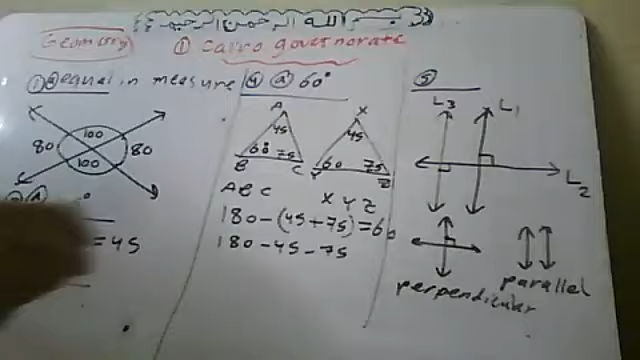 بسم الله الرحمن الرحيم
Geometry
① Cairo governorate
① ⓓ equal in measure
100
80
80
100
= 45
④ ⓐ 60°
A
X
45
45
60
75
60
75
B
C
Y
Z
A B C
X Y Z
180 - (45 + 75) = 60
180 - 45 - 75
⑤
L3
L1
L2
perpendicular
parallel